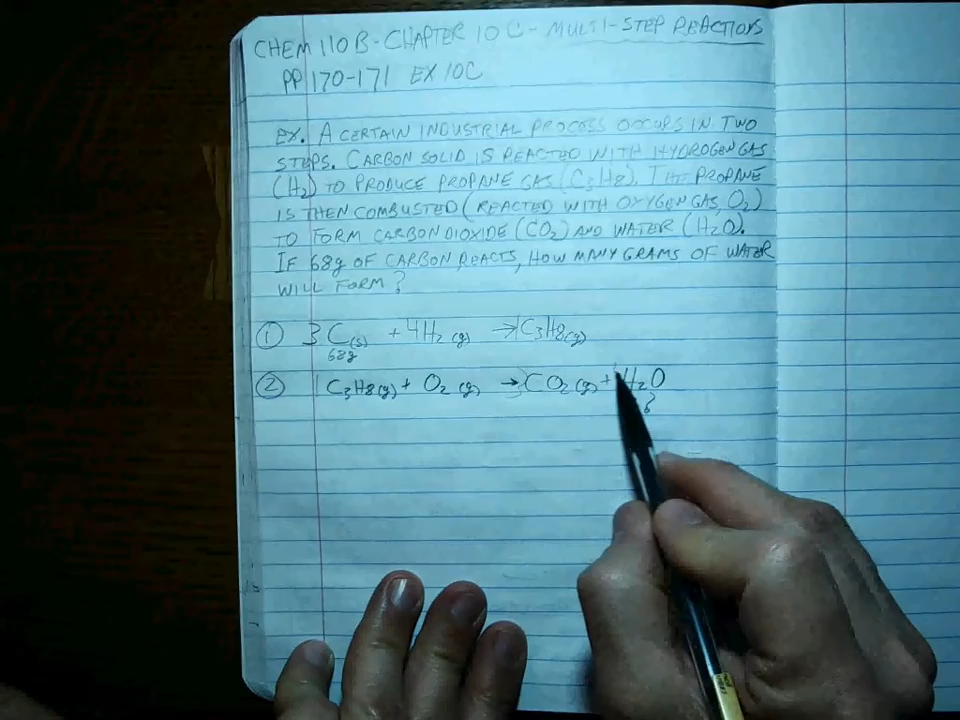 CHEM 110B - CHAPTER 10C - MULTI-STEP REACTIONS
PP 170-171 EX 10C
EX. A CERTAIN INDUSTRIAL PROCESS OCCURS IN TWO
STEPS. CARBON SOLID IS REACTED WITH HYDROGEN GAS
(H₂) TO PRODUCE PROPANE GAS (C₃H8). THE PROPANE
IS THEN COMBUSTED (REACTED WITH OXYGEN GAS, O₂)
TO FORM CARBON DIOXIDE (CO₂) AND WATER (H₂O).
IF 68g OF CARBON REACTS, HOW MANY GRAMS OF WATER
WILL FORM?
① 3 C(s) + 4H₂ (g) → 1 C₃H8(g)
68g
② 1 C₃H8(g) + O₂ (g) → 3 CO₂ (g) + H₂O
?